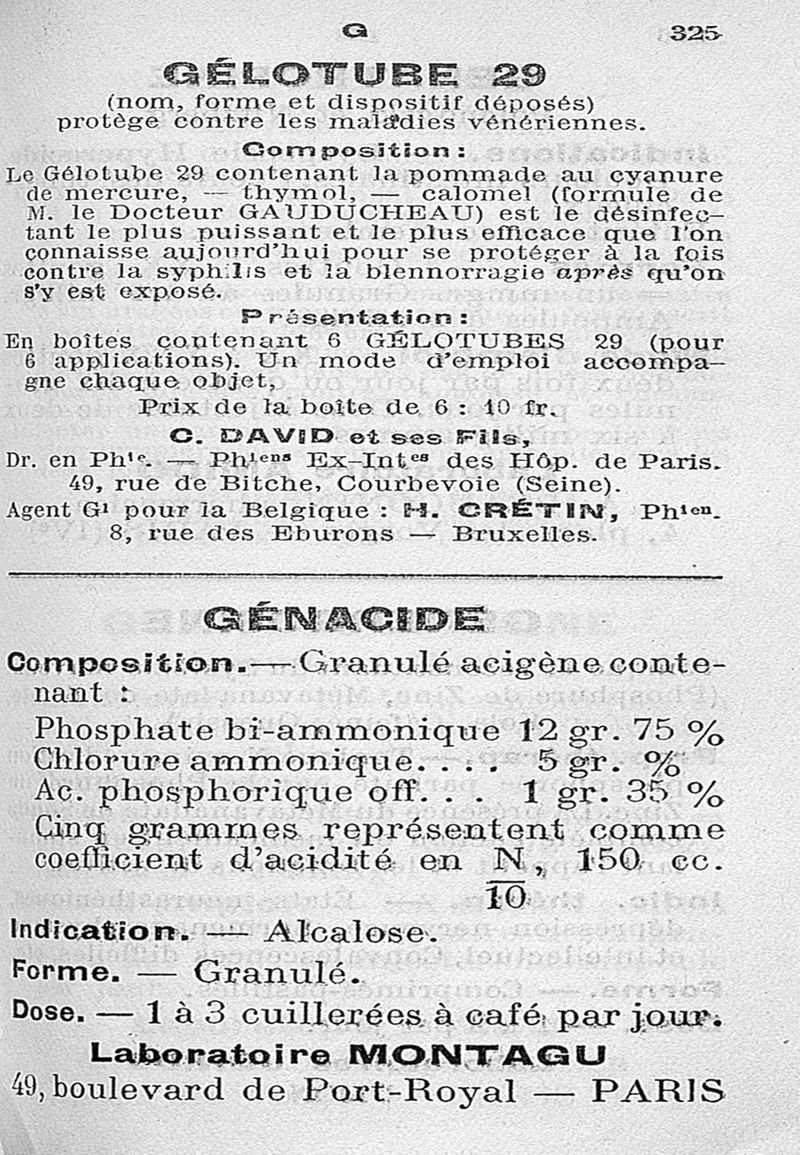 G 325
GÉLOTUBE 29
(nom, forme et dispositif déposés)
protège contre les maladies vénériennes.
Composition :
Le Gélotube 29 contenant la pommade au cyanure
de mercure, — thymol, — calomel (formule de
M. le Docteur GAUDUCHEAU) est le désinfec-
tant le plus puissant et le plus efficace que l'on
connaisse aujourd'hui pour se protéger à la fois
contre la syphilis et la blennorragie après qu'on
s'y est exposé.
Présentation :
En boîtes contenant 6 GÉLOTUBES 29 (pour
6 applications). Un mode d'emploi accompa-
gne chaque objet,
Prix de la boîte de 6 : 10 fr.
C. DAVID et ses Fils,
Dr. en Phie. — Phiens Ex-Intes des Hôp. de Paris.
49, rue de Bitche, Courbevoie (Seine).
Agent Gl pour la Belgique : H. CRÉTIN, Phien.
8, rue des Eburons — Bruxelles.
GÉNACIDE
Composition. — Granulé acigène conte-
nant :
Phosphate bi-ammonique 12 gr. 75 %
Chlorure ammonique. . . . 5 gr. %
Ac. phosphorique off. . . 1 gr. 35 %
Cinq grammes représentent comme
coefficient d'acidité en N, 150 cc.
10
Indication. — Alcalose.
Forme. — Granulé.
Dose. — 1 à 3 cuillerées à café par jour.
Laboratoire MONTAGU
49, boulevard de Port-Royal — PARIS